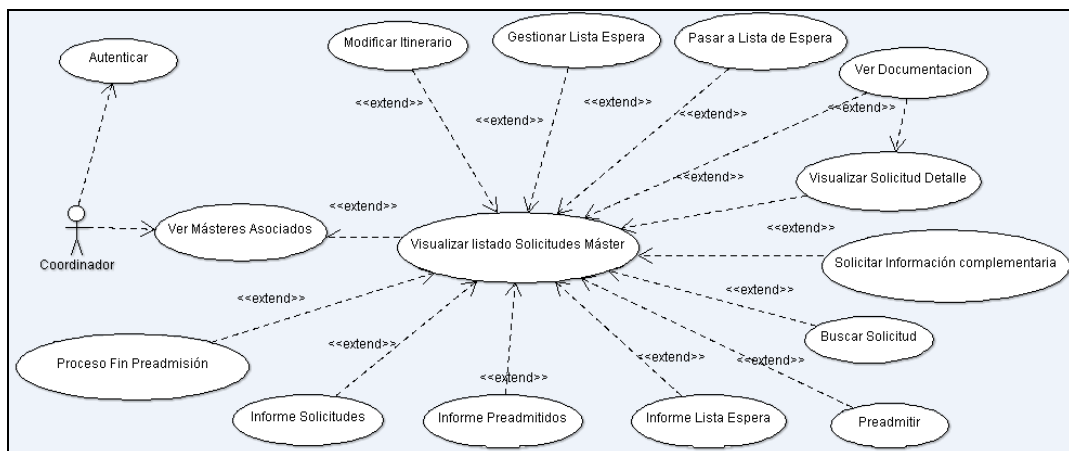 Modificar Itinerario
Gestionar Lista Espera
Pasar a Lista de Espera
Autenticar
Ver Documentacion
<<extend>>
<<extend>>
<<extend>>
<<extend>>
<<extend>>
Visualizar Solicitud Detalle
<<extend>>
Ver Másteres Asociados
Visualizar listado Solicitudes Máster
<<extend>>
Coordinador
Solicitar Información complementaria
<<extend>>
<<extend>>
Buscar Solicitud
<<extend>>
<<extend>>
Proceso Fin Preadmisión
<<extend>>
<<extend>>
Informe Solicitudes
Informe Preadmitidos
Informe Lista Espera
Preadmitir